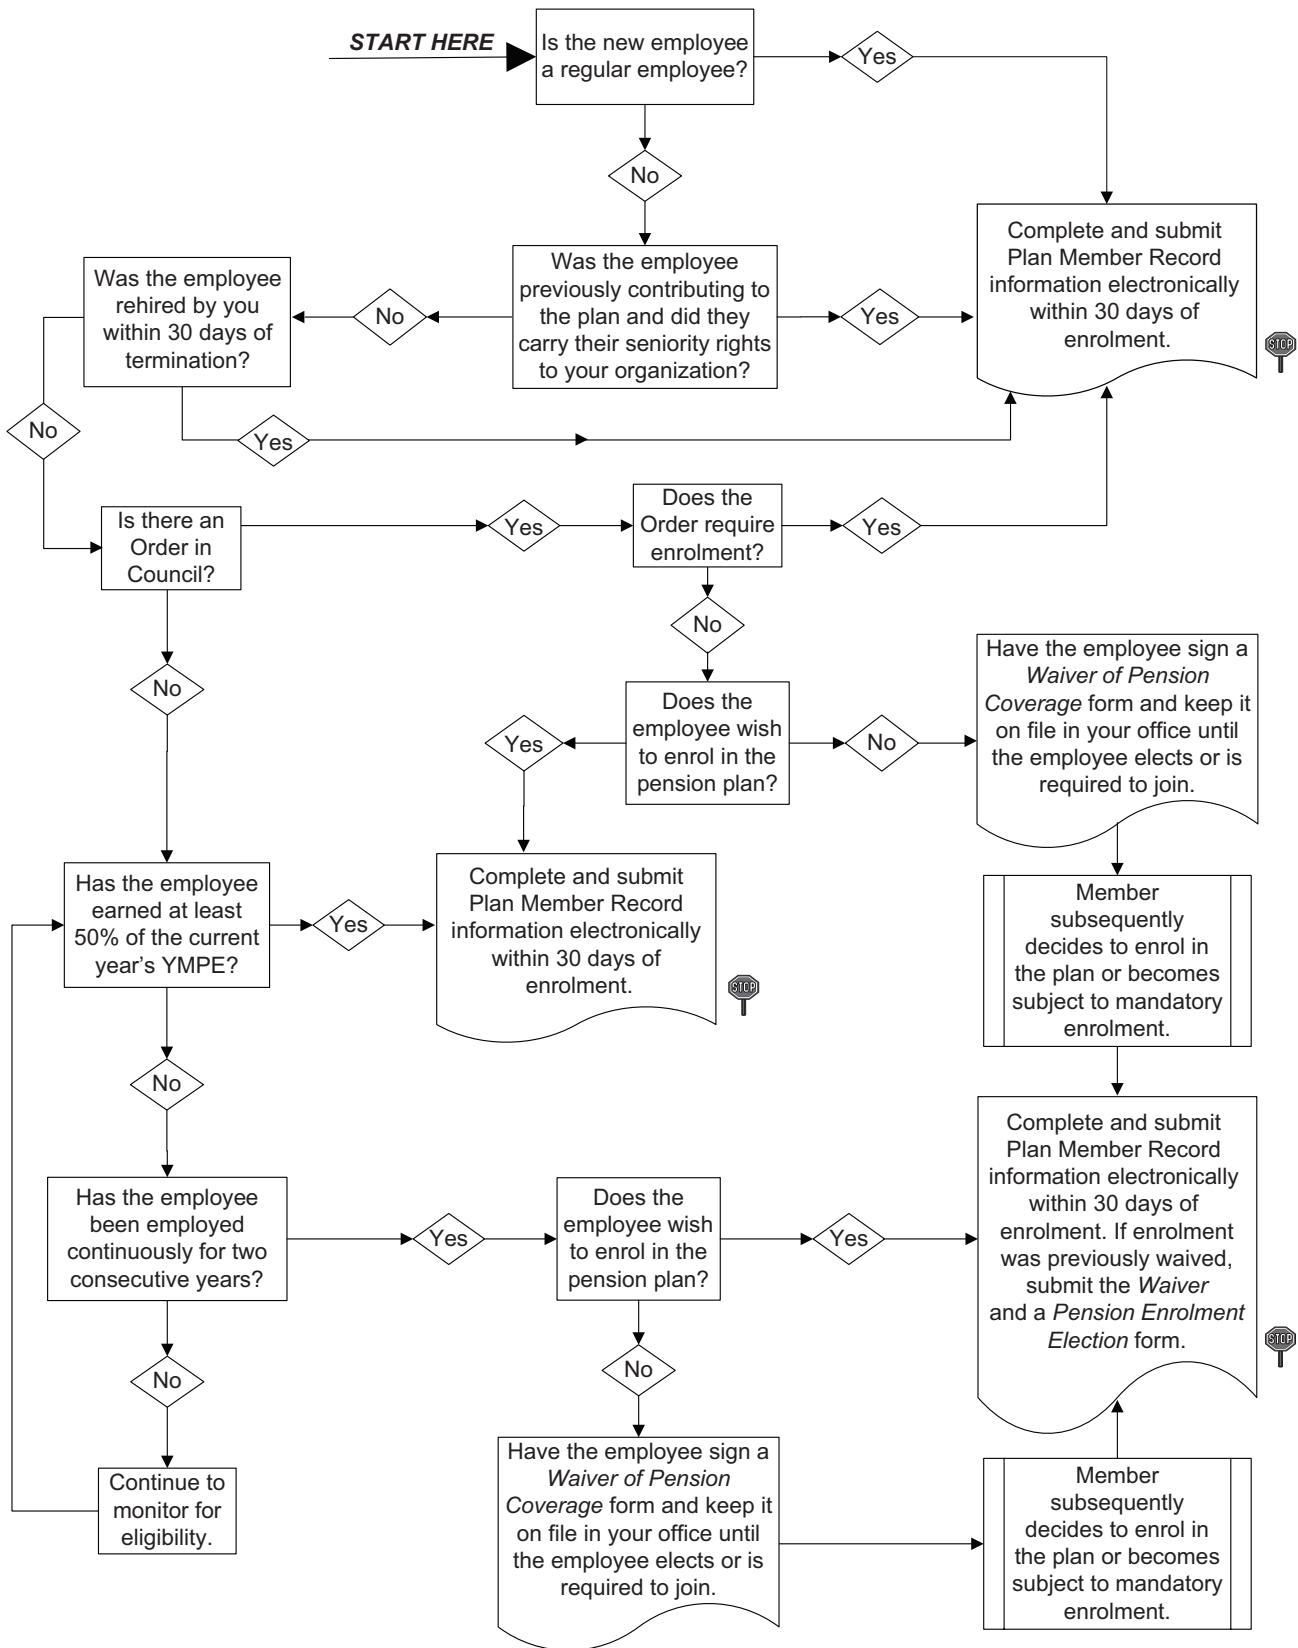 START HERE
Is the new employee
a regular employee?
Yes
No
Complete and submit
Plan Member Record
information electronically
within 30 days of
enrolment.
STOP
Was the employee
previously contributing to
the plan and did they
carry their seniority rights
to your organization?
Yes
No
Was the employee
rehired by you
within 30 days of
termination?
No
Yes
Is there an
Order in
Council?
Yes
Does the
Order require
enrolment?
Yes
No
No
Does the
employee wish
to enrol in the
pension plan?
Yes
No
Have the employee sign a
Waiver of Pension
Coverage form and keep it
on file in your office until
the employee elects or is
required to join.
Has the employee
earned at least
50% of the current
year's YMPE?
Yes
Complete and submit
Plan Member Record
information electronically
within 30 days of
enrolment.
STOP
Member
subsequently
decides to enrol in
the plan or becomes
subject to mandatory
enrolment.
No
Has the employee
been employed
continuously for two
consecutive years?
Yes
Does the
employee wish
to enrol in the
pension plan?
Yes
Complete and submit
Plan Member Record
information electronically
within 30 days of
enrolment. If enrolment
was previously waived,
submit the Waiver
and a Pension Enrolment
Election form.
STOP
No
No
Continue to
monitor for
eligibility.
Have the employee sign a
Waiver of Pension
Coverage form and keep it
on file in your office until
the employee elects or is
required to join.
Member
subsequently
decides to enrol in
the plan or becomes
subject to mandatory
enrolment.